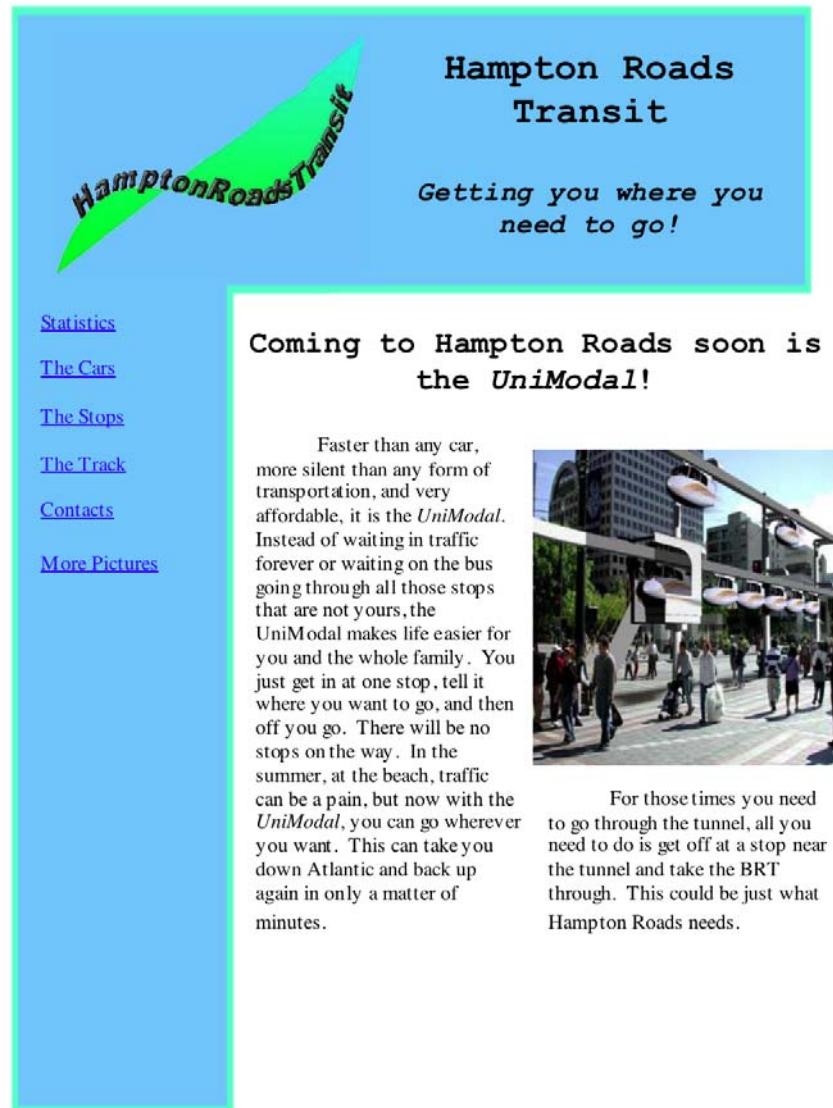 HamptonRoadsTransit
Hampton Roads
Transit
Getting you where you
need to go!
Statistics
The Cars
The Stops
The Track
Contacts
More Pictures
Coming to Hampton Roads soon is
the UniModal!
Faster than any car,
more silent than any form of
transportation, and very
affordable, it is the UniModal.
Instead of waiting in traffic
forever or waiting on the bus
going through all those stops
that are not yours, the
UniModal makes life easier for
you and the whole family. You
just get in at one stop, tell it
where you want to go, and then
off you go. There will be no
stops on the way. In the
summer, at the beach, traffic
can be a pain, but now with the
UniModal, you can go wherever
you want. This can take you
down Atlantic and back up
again in only a matter of
minutes.
For those times you need
to go through the tunnel, all you
need to do is get off at a stop near
the tunnel and take the BRT
through. This could be just what
Hampton Roads needs.